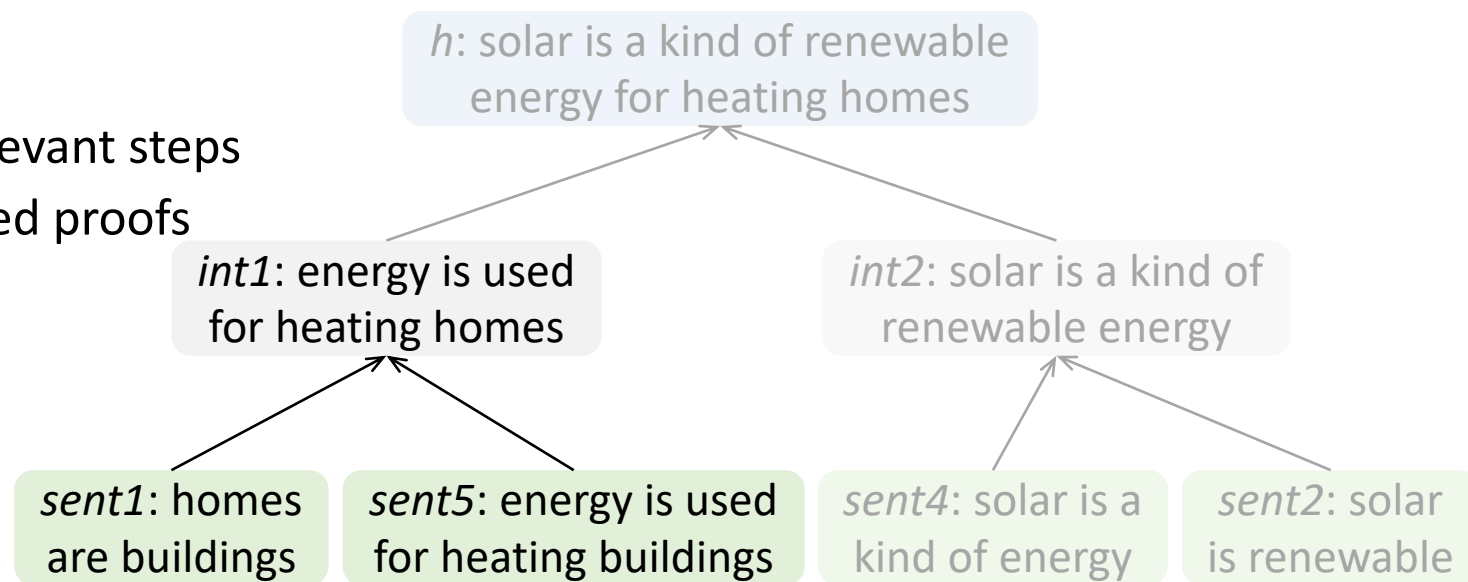 h: solar is a kind of renewable
energy for heating homes
evant steps
ed proofs
int1: energy is used
for heating homes
int2: solar is a kind of
renewable energy
sent1: homes
are buildings
sent5: energy is used
for heating buildings
sent4: solar is a
kind of energy
sent2: solar
is renewable